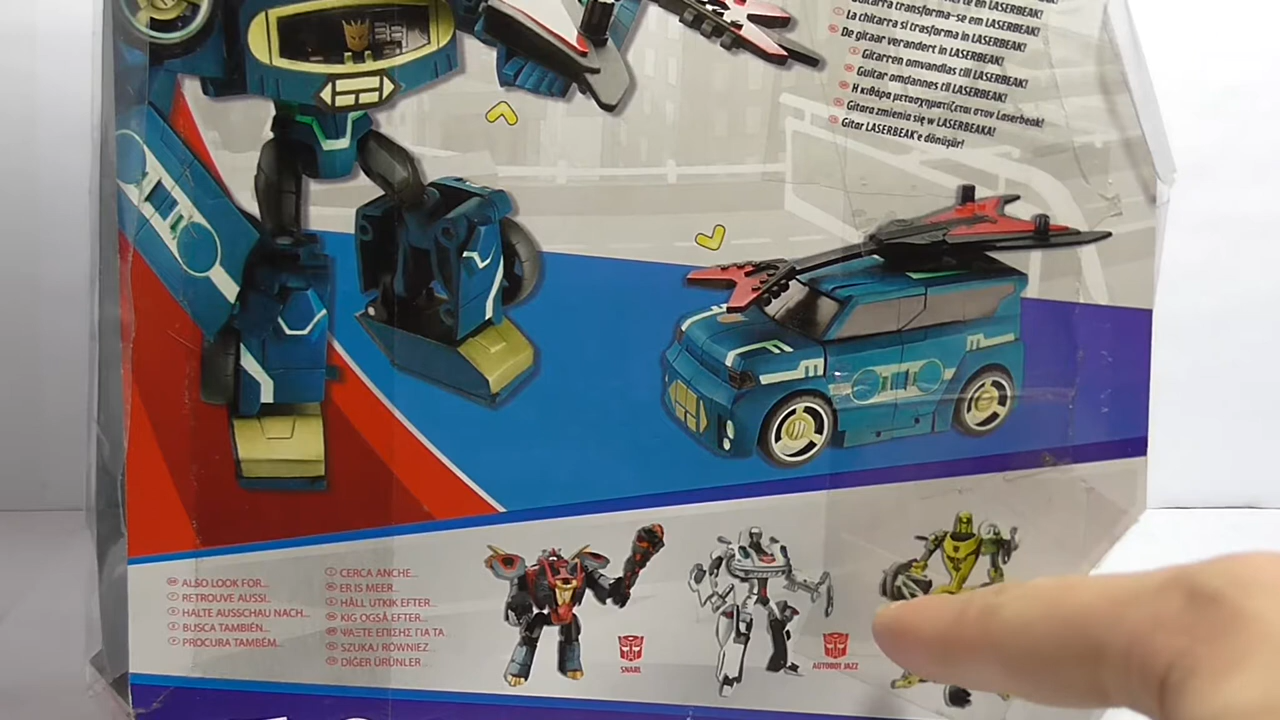 LASERBEAK!
transforma-se em LASERBEAK!
La chitarra si trasforma in LASERBEAK!
De gitaar verandert in LASERBEAK!
Gitarren omvandlas till LASERBEAK!
Guitar omdannes til LASERBEAK!
Η κιθάρα μετασχηματίζεται στον Laserbeak!
Gitara zmienia się w LASERBEAKA!
Gitar LASERBEAK'e dönüşür!
ALSO LOOK FOR...
RETROUVE AUSSI...
HALTE AUSSCHAU NACH...
BUSCA TAMBIÉN...
PROCURA TAMBÉM...
CERCA ANCHE...
ER IS MEER...
HÅLL UTKIK EFTER...
KIG OGSÅ EFTER...
ΨΑΞΤΕ ΕΠΙΣΗΣ ΓΙΑ ΤΑ...
SZUKAJ RÓWNIEŻ...
DİĞER ÜRÜNLER...
SNARL
AUTOBOT JAZZ